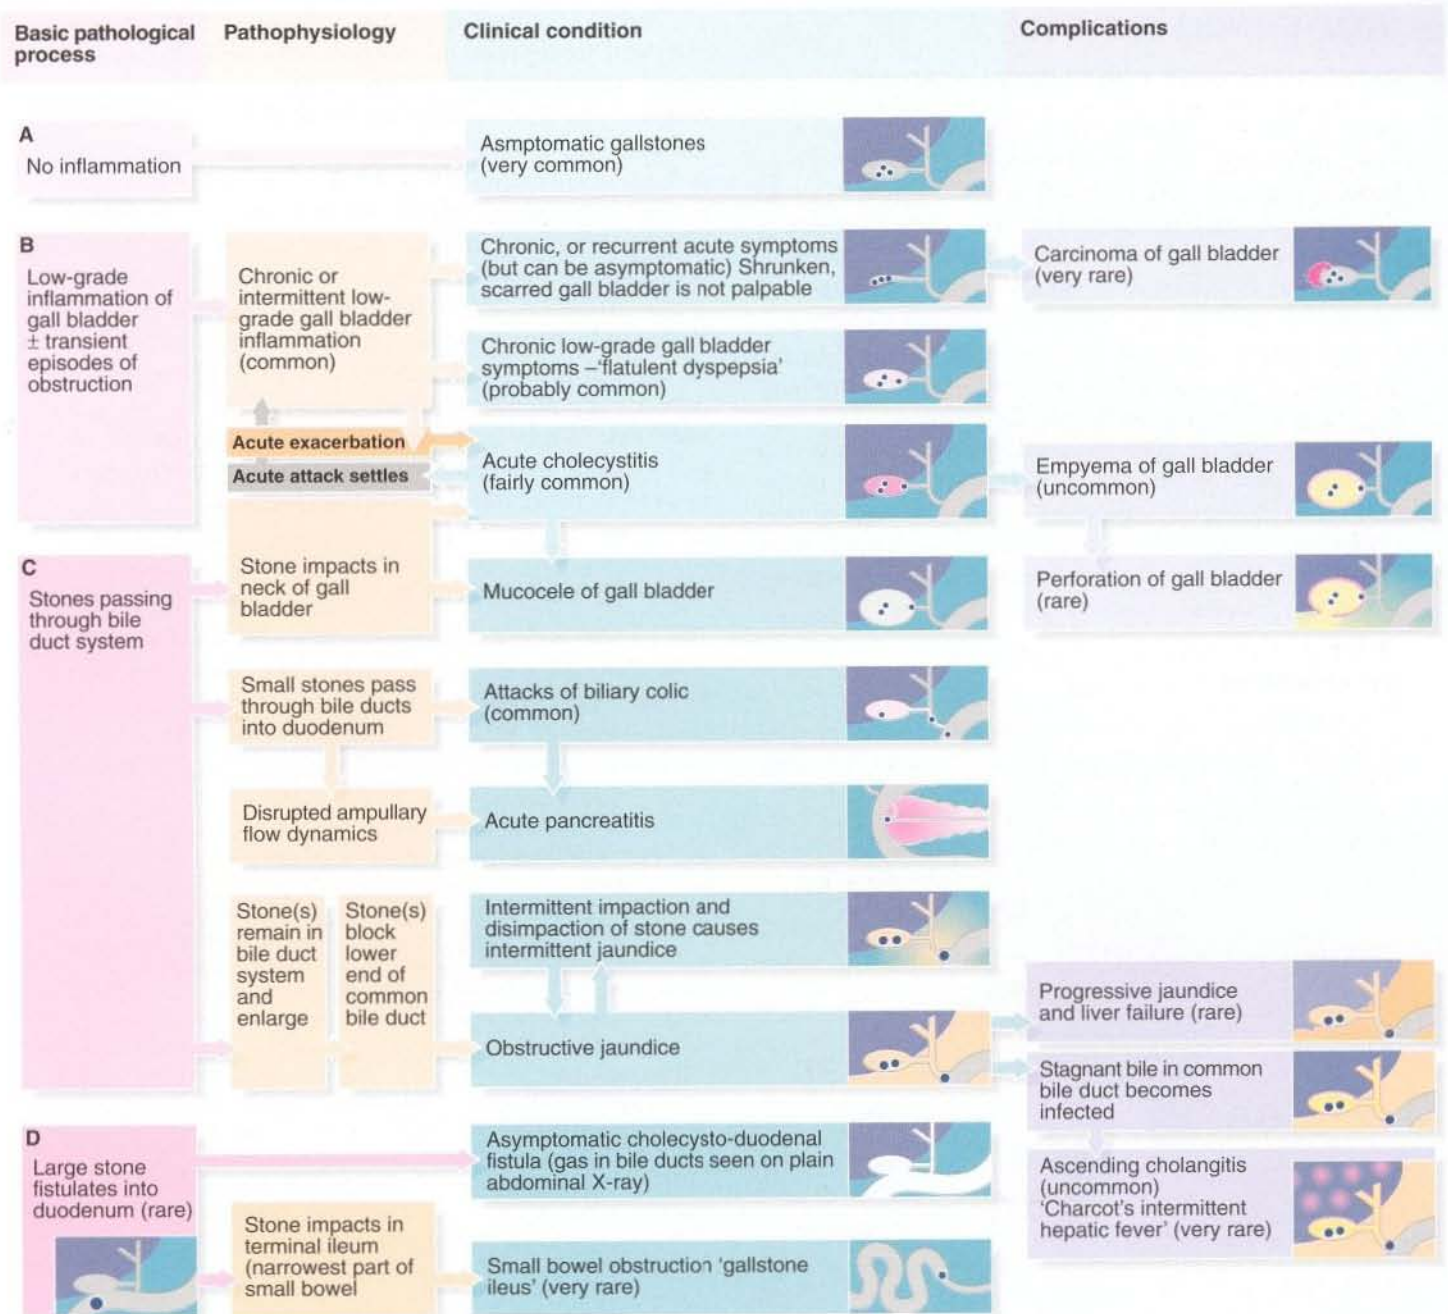 Basic pathological
process
Pathophysiology
Clinical condition
Complications
A
No inflammation
Asmptomatic gallstones
(very common)
B
Low-grade
inflammation of
gall bladder
± transient
episodes of
obstruction
Chronic or
intermittent low-
grade gall bladder
inflammation
(common)
Chronic, or recurrent acute symptoms
(but can be asymptomatic) Shrunken,
scarred gall bladder is not palpable
Carcinoma of gall bladder
(very rare)
Chronic low-grade gall bladder
symptoms –‘flatulent dyspepsia’
(probably common)
Acute exacerbation
Acute attack settles
Acute cholecystitis
(fairly common)
Empyema of gall bladder
(uncommon)
C
Stones passing
through bile
duct system
Stone impacts in
neck of gall
bladder
Mucocele of gall bladder
Perforation of gall bladder
(rare)
Small stones pass
through bile ducts
into duodenum
Attacks of biliary colic
(common)
Disrupted ampullary
flow dynamics
Acute pancreatitis
Stone(s)
remain in
bile duct
system
and
enlarge
Stone(s)
block
lower
end of
common
bile duct
Intermittent impaction and
disimpaction of stone causes
intermittent jaundice
Obstructive jaundice
Progressive jaundice
and liver failure (rare)
Stagnant bile in common
bile duct becomes
infected
Ascending cholangitis
(uncommon)
‘Charcot's intermittent
hepatic fever’ (very rare)
D
Large stone
fistulates into
duodenum (rare)
Asymptomatic cholecysto-duodenal
fistula (gas in bile ducts seen on plain
abdominal X-ray)
Stone impacts in
terminal ileum
(narrowest part of
small bowel
Small bowel obstruction ‘gallstone
ileus’ (very rare)